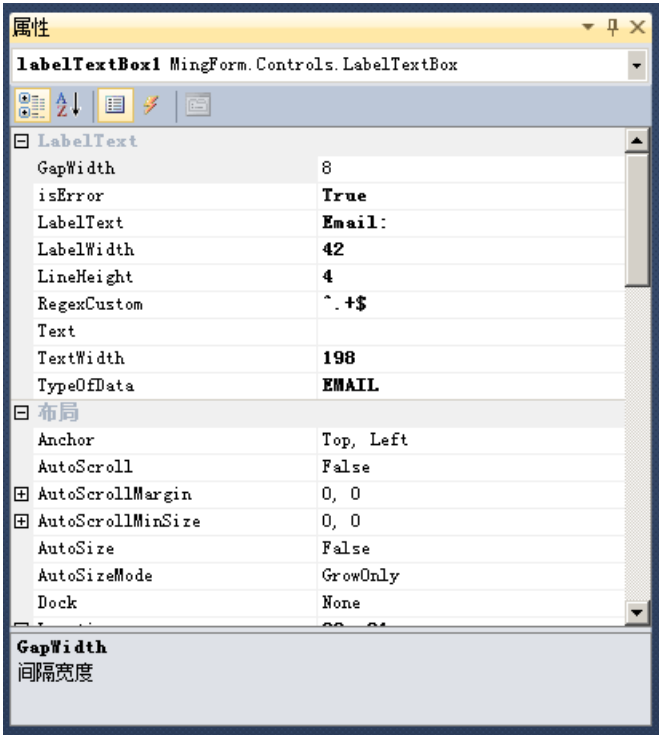 属性
labelTextBox1 MingForm.Controls.LabelTextBox
LabelText
GapWidth 8
isError True
LabelText Email:
LabelWidth 42
LineHeight 4
RegexCustom ^.+$
Text
TextWidth 198
TypeOfData EMAIL
布局
Anchor Top, Left
AutoScroll False
AutoScrollMargin 0, 0
AutoScrollMinSize 0, 0
AutoSize False
AutoSizeMode GrowOnly
Dock None
GapWidth
间隔宽度